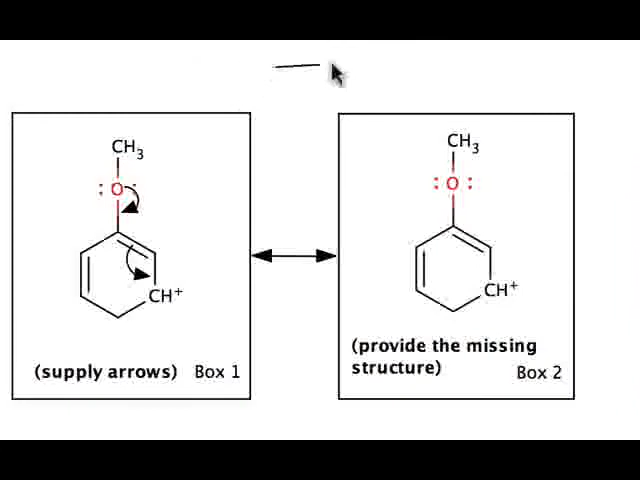 CH3
:O:
CH+
(supply arrows) Box 1
CH3
:O:
CH+
(provide the missing
structure) Box 2